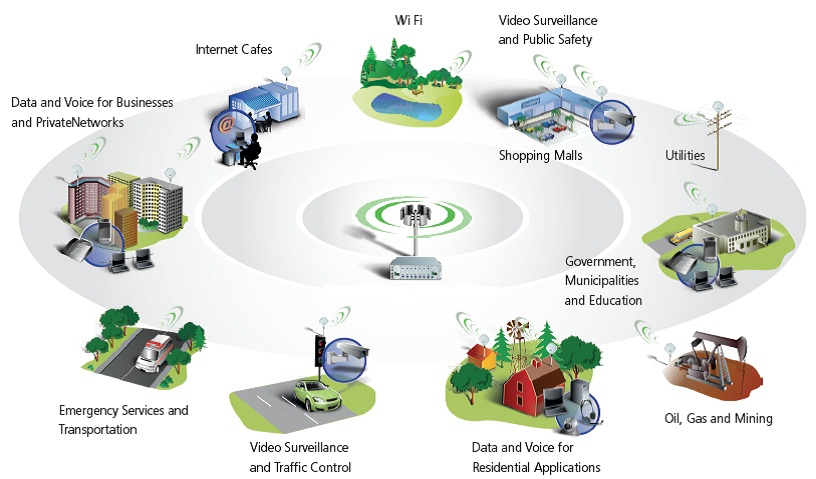 Wi Fi
Video Surveillance
and Public Safety
Internet Cafes
Data and Voice for Businesses
and PrivateNetworks
@
Shopping Malls
Utilities
Government,
Municipalities
and Education
Emergency Services and
Transportation
Video Surveillance
and Traffic Control
Data and Voice for
Residential Applications
Oil, Gas and Mining